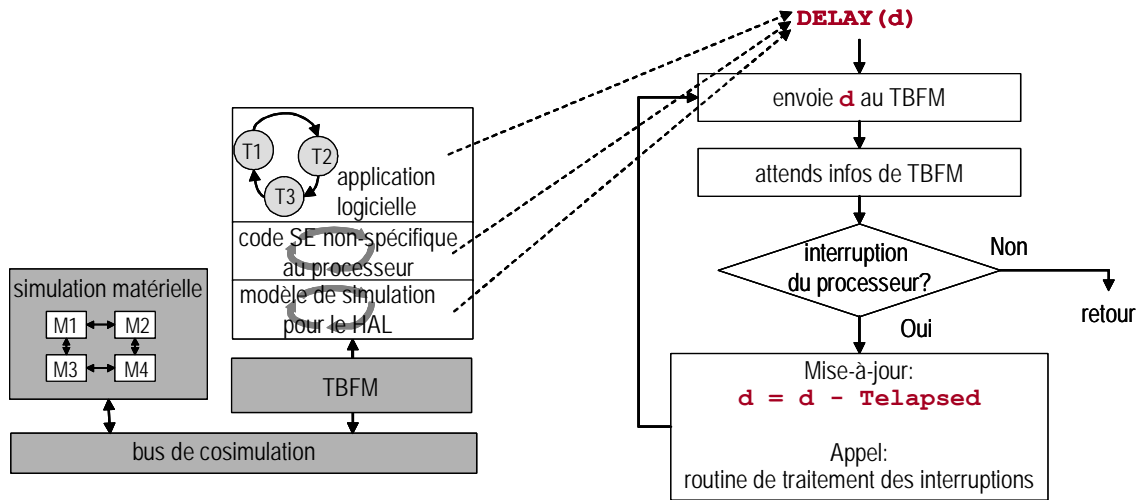 DELAY(d)
envoie d au TBFM
attends infos de TBFM
interruption
du processeur?
Non
retour
Oui
Mise-à-jour:
d = d - Telapsed
Appel:
routine de traitement des interruptions
T1
T2
T3
application
logicielle
code SE non-spécifique
au processeur
modèle de simulation
pour le HAL
simulation matérielle
M1
M2
M3
M4
TBFM
bus de cosimulation